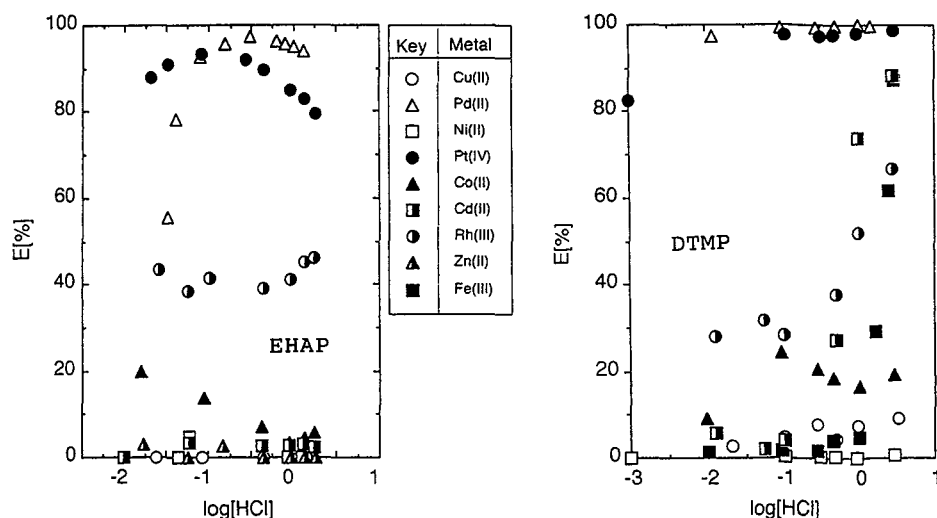 100
80
60
40
20
0
E[%]
EHAP
-2
-1
0
1
log[HCl]
Key Metal
Cu(II)
Pd(II)
Ni(II)
Pt(IV)
Co(II)
Cd(II)
Rh(III)
Zn(II)
Fe(III)
100
80
60
40
20
0
E[%]
DTMP
-3
-2
-1
0
1
log[HCl]